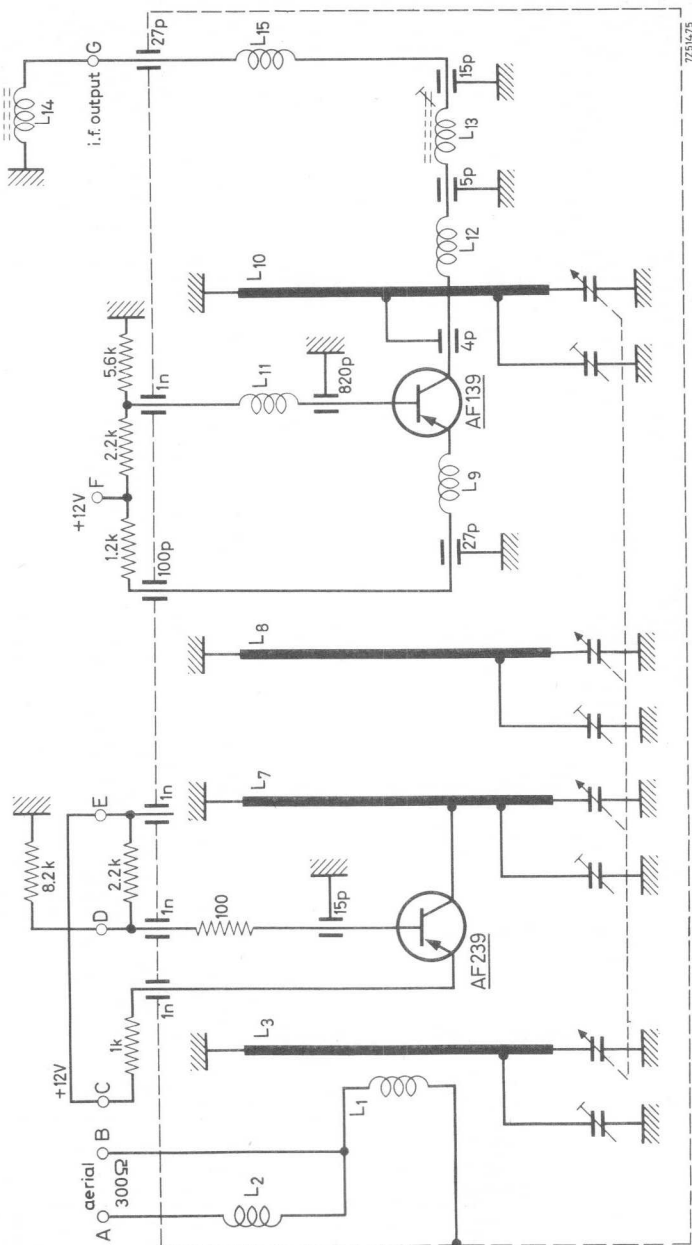 A
aerial
300Ω
B
L₂
L₁
+12V
C
1k
1n
L₃
D
8.2k
2.2k
E
1n
1n
100
15p
AF239
L₇
L₈
+12V
F
1.2k
2.2k
5.6k
100p
1n
L₁₁
820p
AF139
L₉
27p
L₁₀
4p
L₁₂
5p
L₁₃
15p
L₁₄
i.f. output
G
27p
L₁₅
7Z51475